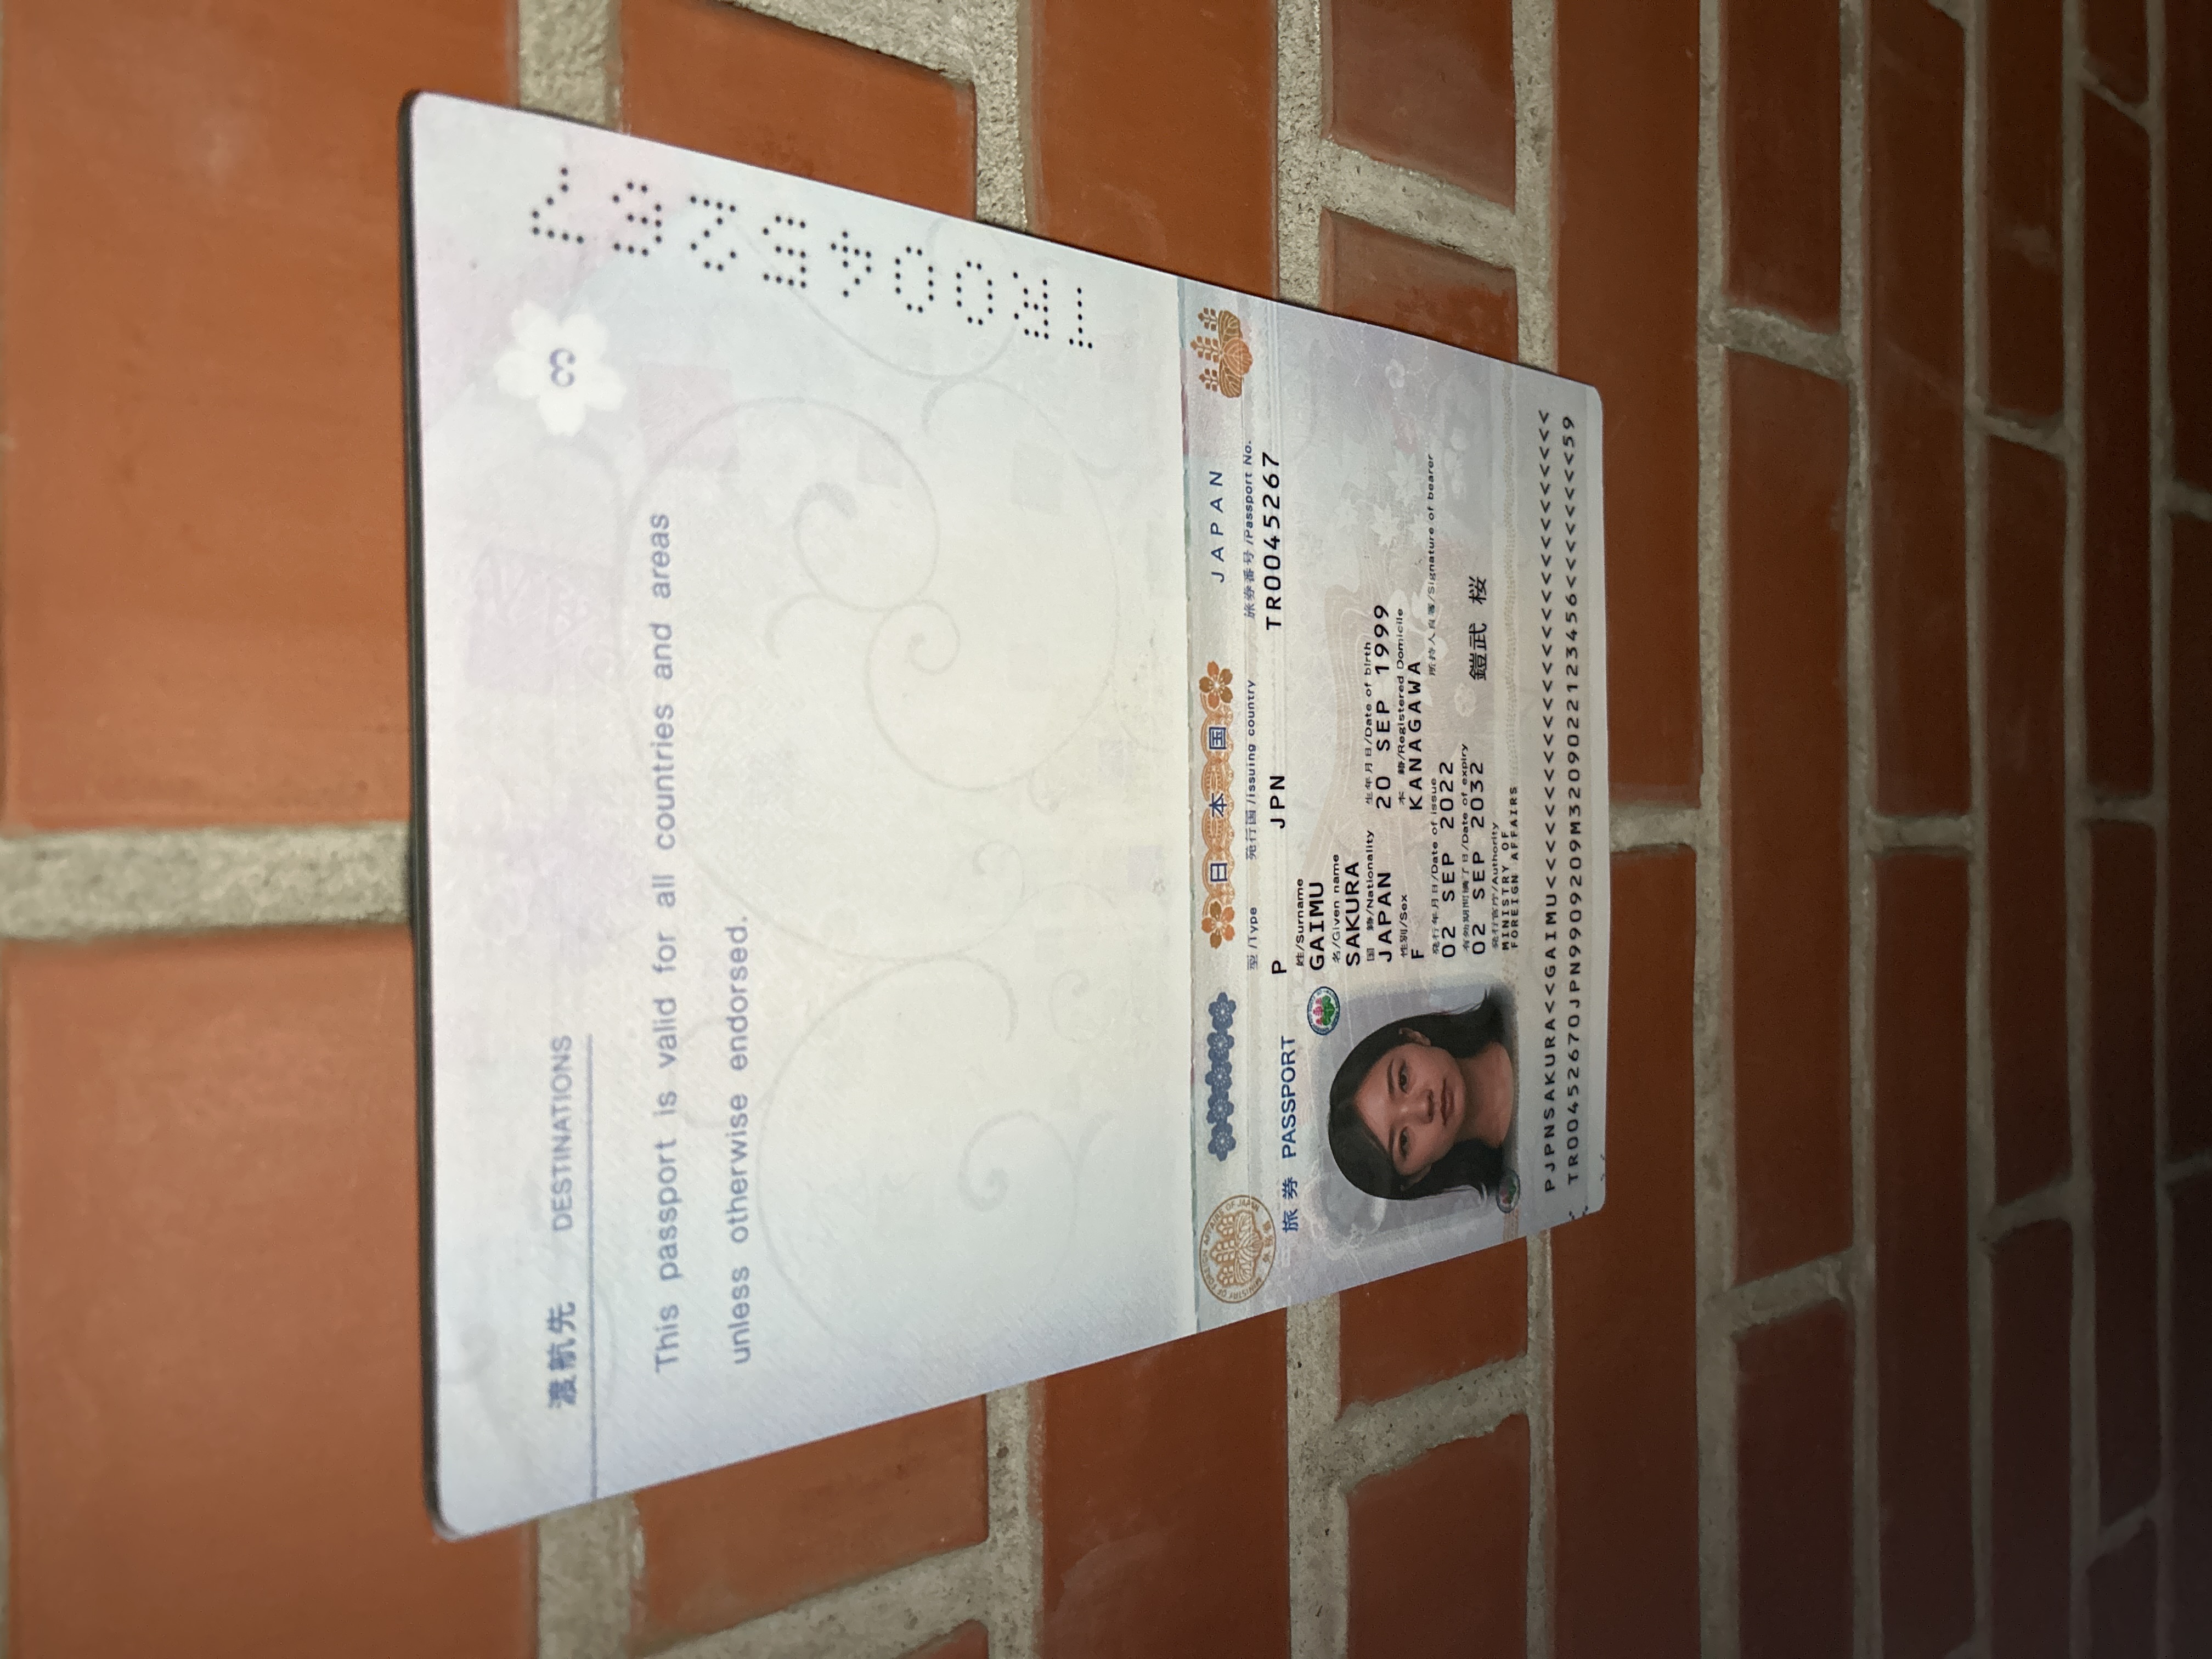 渡航先 DESTINATIONS
3
This passport is valid for all countries and areas
unless otherwise endorsed.
TR0045267
日本国 JAPAN
型/Type 発行国/Issuing country 旅券番号/Passport No.
旅券 PASSPORT
P JPN TR0045267
姓/Surname
GAIMU
名/Given name
SAKURA
国 籍/Nationality 生年月日/Date of birth
JAPAN 20 SEP 1999
性別/Sex 本 籍/Registered Domicile
F KANAGAWA
発行年月日/Date of issue 所持人自署/Signature of bearer
02 SEP 2022
有効期間満了日/Date of expiry
02 SEP 2032 鎧武 桜
発行官庁/Authority
MINISTRY OF
FOREIGN AFFAIRS
PJPNSAKURA<<GAIMU<<<<<<<<<<<<<<<<<<<<<<<<<<<
TR00452670JPN9909209M3209022123456<<<<<<<<59